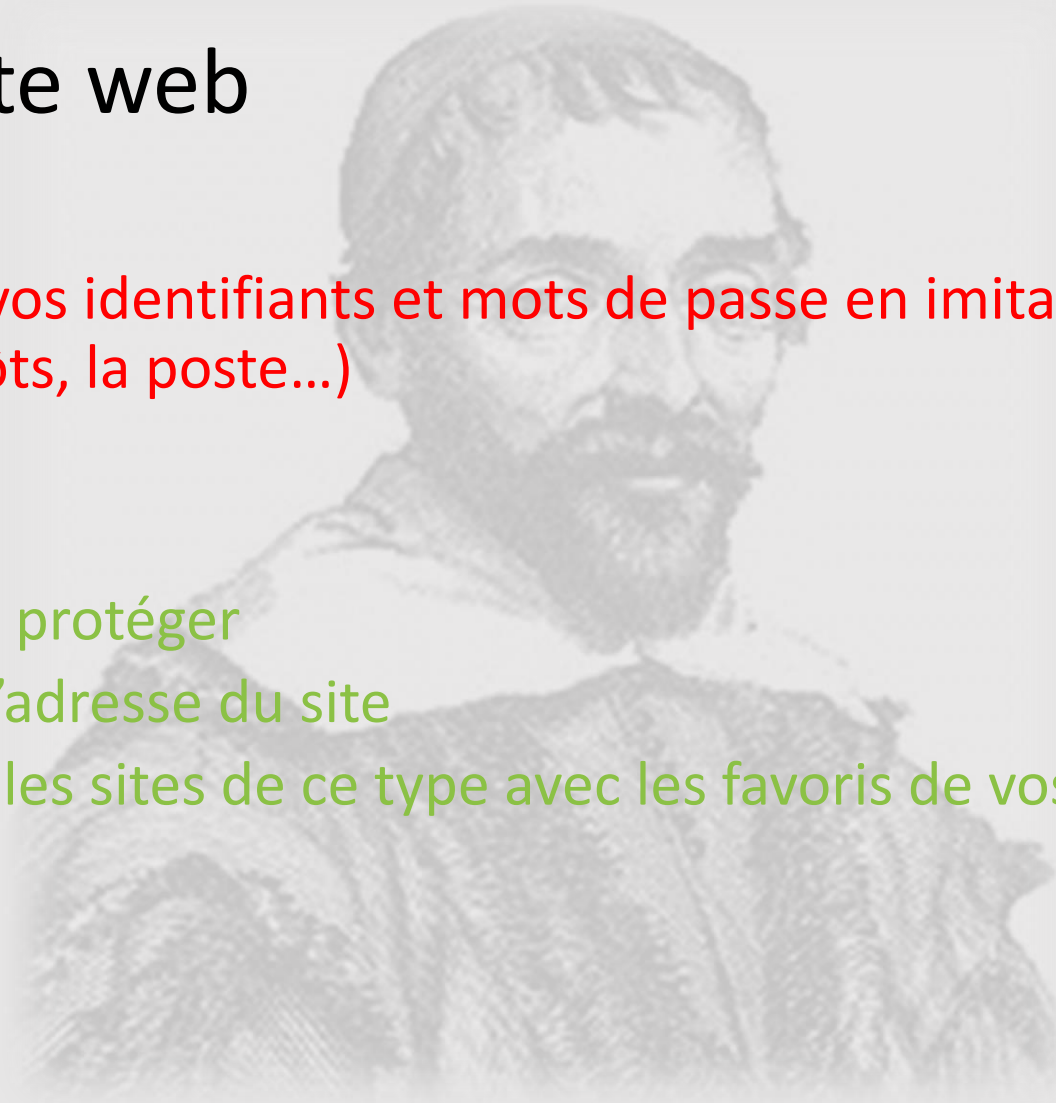 te web
vos identifiants et mots de passe en imita
ôts, la poste…)
protéger
'adresse du site
les sites de ce type avec les favoris de vos